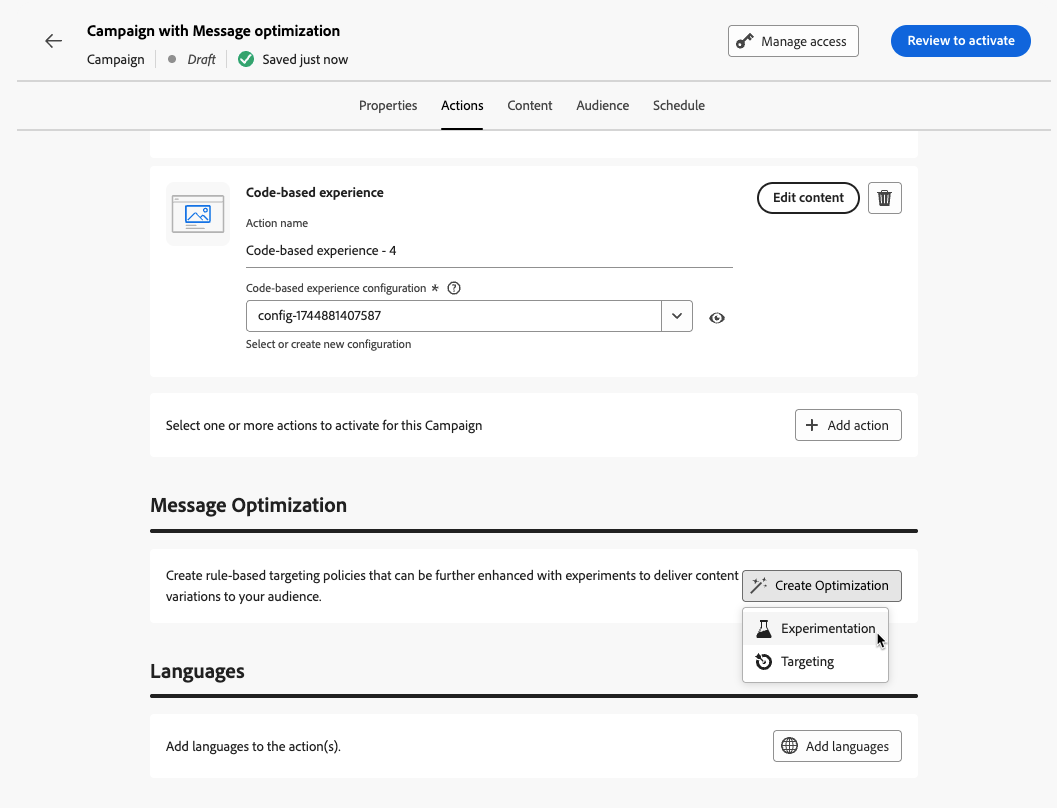 Campaign with Message optimization
Campaign
Draft
Saved just now
Manage access
Review to activate
Properties
Actions
Content
Audience
Schedule
Code-based experience
Edit content
Action name
Code-based experience - 4
Code-based experience configuration *
config-1744881407587
Select or create new configuration
Select one or more actions to activate for this Campaign
Add action
Message Optimization
Create rule-based targeting policies that can be further enhanced with experiments to deliver content
variations to your audience.
Create Optimization
Experimentation
Targeting
Languages
Add languages to the action(s).
Add languages